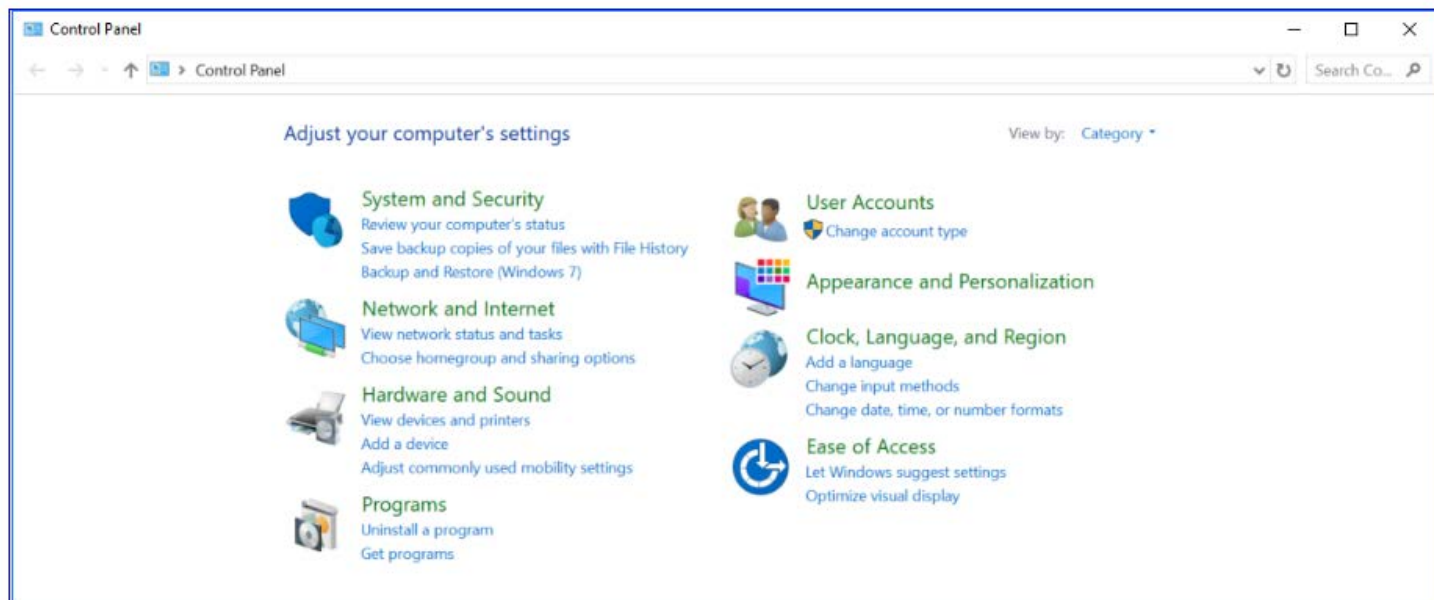 Control Panel
Control Panel
Search Co...
Adjust your computer's settings
View by: Category
System and Security
Review your computer's status
Save backup copies of your files with File History
Backup and Restore (Windows 7)
Network and Internet
View network status and tasks
Choose homegroup and sharing options
Hardware and Sound
View devices and printers
Add a device
Adjust commonly used mobility settings
Programs
Uninstall a program
Get programs
User Accounts
Change account type
Appearance and Personalization
Clock, Language, and Region
Add a language
Change input methods
Change date, time, or number formats
Ease of Access
Let Windows suggest settings
Optimize visual display